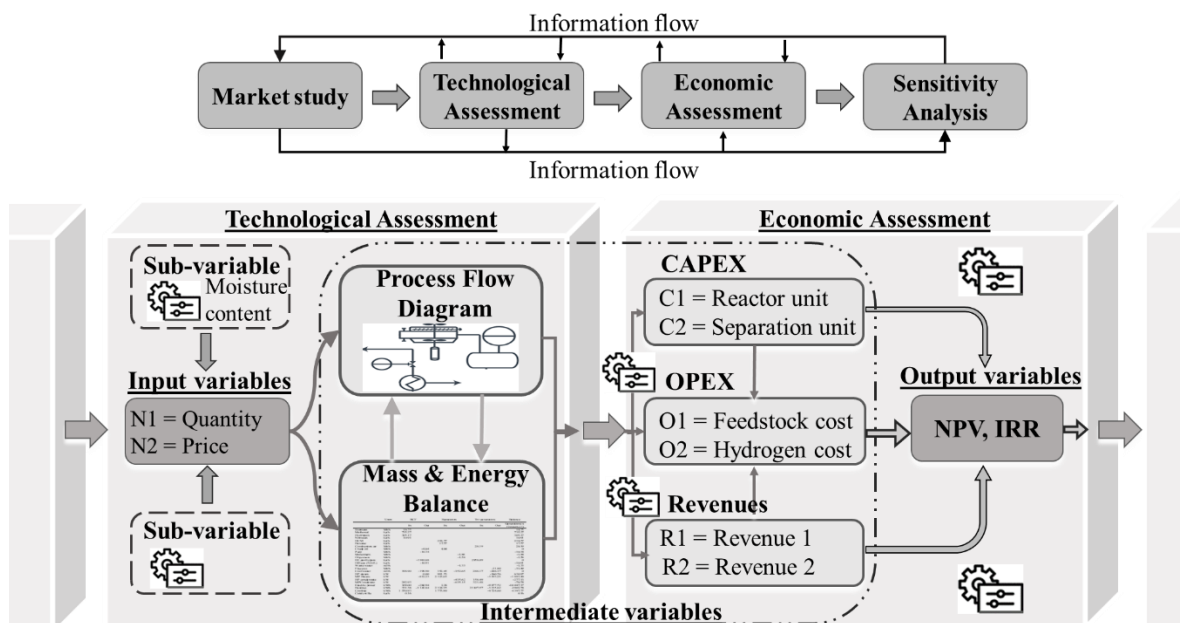 Information flow
Market study
Technological
Assessment
Economic
Assessment
Sensitivity
Analysis
Information flow
Technological Assessment
Sub-variable
Moisture
content
Input variables
N1 = Quantity
N2 = Price
Sub-variable
Process Flow
Diagram
Mass & Energy
Balance
Intermediate variables
Economic Assessment
CAPEX
C1 = Reactor unit
C2 = Separation unit
OPEX
O1 = Feedstock cost
O2 = Hydrogen cost
Revenues
R1 = Revenue 1
R2 = Revenue 2
Output variables
NPV, IRR